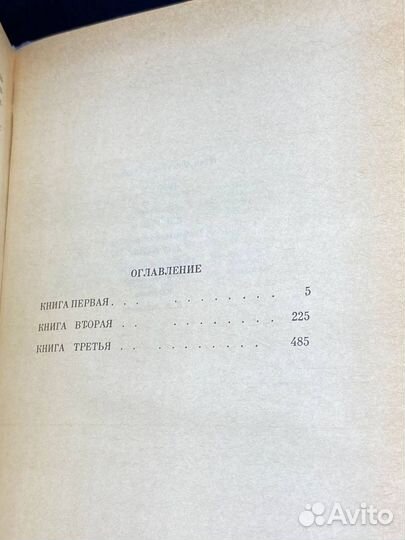 ОГЛАВЛЕНИЕ
КНИГА ПЕРВАЯ . . . . . . . . . . 5
КНИГА ВТОРАЯ . . . . . . . . . 225
КНИГА ТРЕТЬЯ . . . . . . . . . 485
Avito